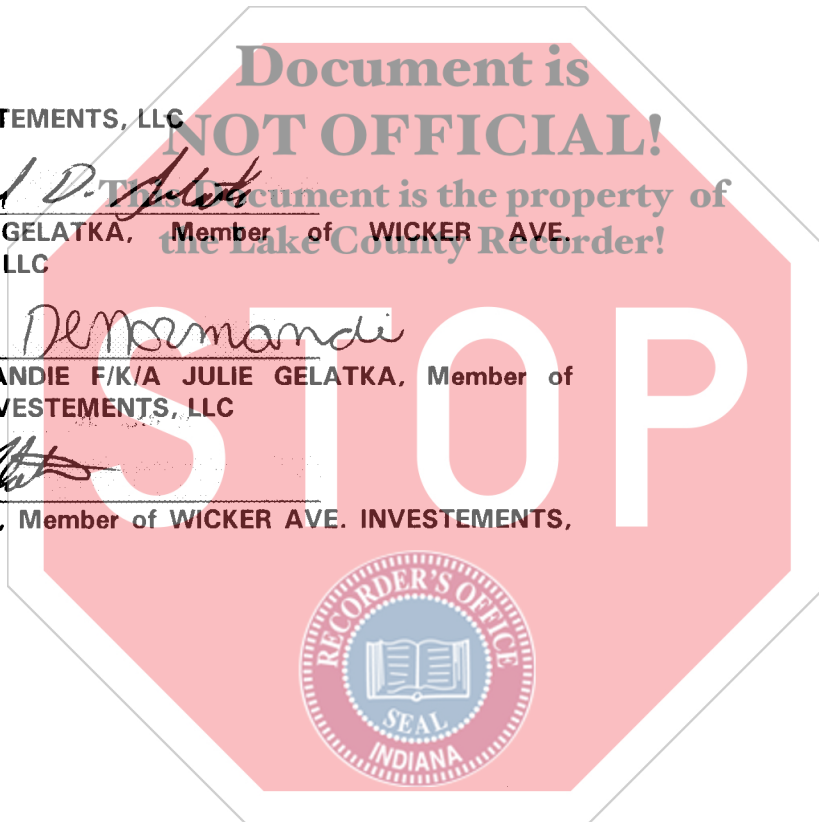 Document is
TEMENTS, LLC
NOT OFFICIAL!
D. Gelatka
This Document is the property of
GELATKA, Member of WICKER AVE.
the Lake County Recorder!
LLC
DeNormandi
ANDIE F/K/A JULIE GELATKA, Member of
VESTEMENTS, LLC
STOP
, Member of WICKER AVE. INVESTEMENTS,
RECORDER'S OFFICE
SEAL
INDIANA